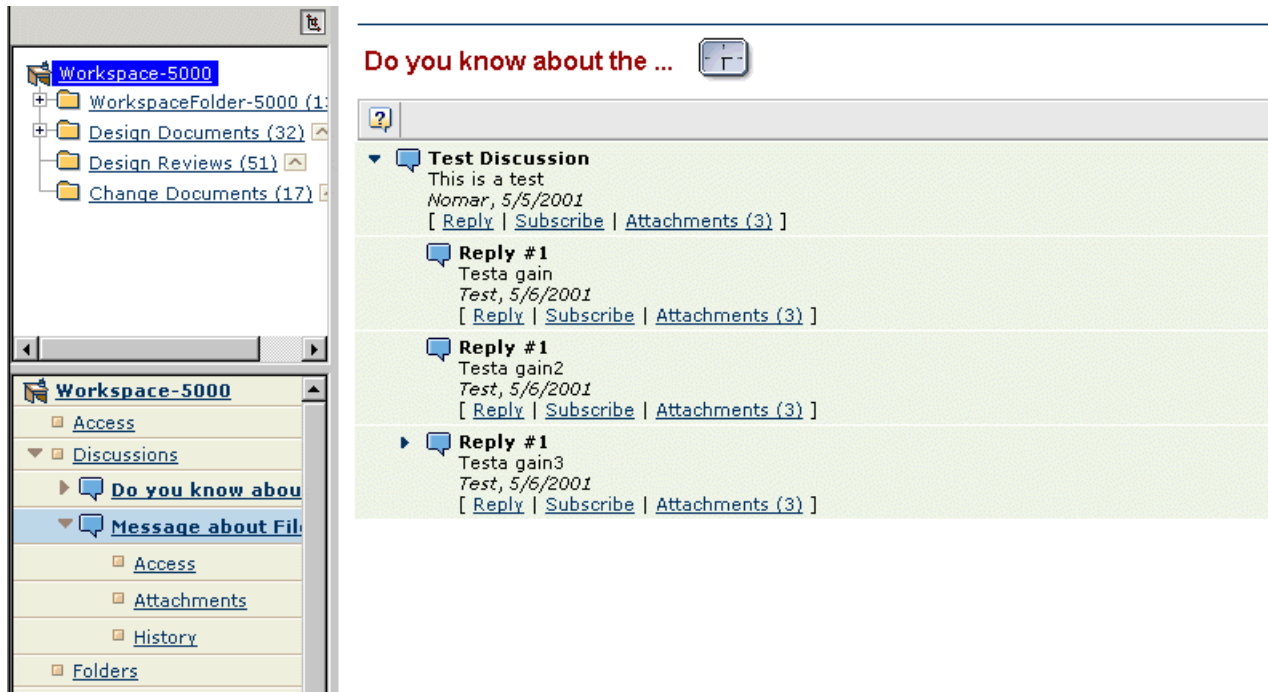 Workspace-5000
WorkspaceFolder-5000
Design Documents (32)
Design Reviews (51)
Change Documents (17)
Workspace-5000
Access
Discussions
Do you know abou
Message about Fil
Access
Attachments
History
Folders
Do you know about the ...
Test Discussion
This is a test
Nomar, 5/5/2001
[ Reply | Subscribe | Attachments (3) ]
Reply #1
Testa gain
Test, 5/6/2001
[ Reply | Subscribe | Attachments (3) ]
Reply #1
Testa gain2
Test, 5/6/2001
[ Reply | Subscribe | Attachments (3) ]
Reply #1
Testa gain3
Test, 5/6/2001
[ Reply | Subscribe | Attachments (3) ]